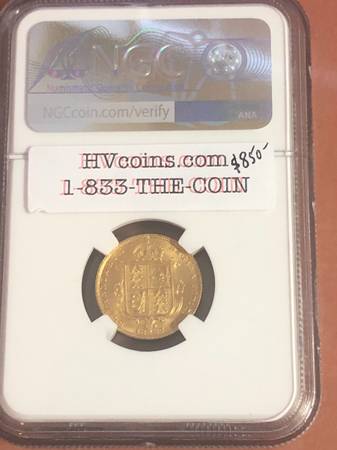 NGC
NGCcoin.com/verify
ANA
HVcoins.com $850-
1-833-THE-COIN